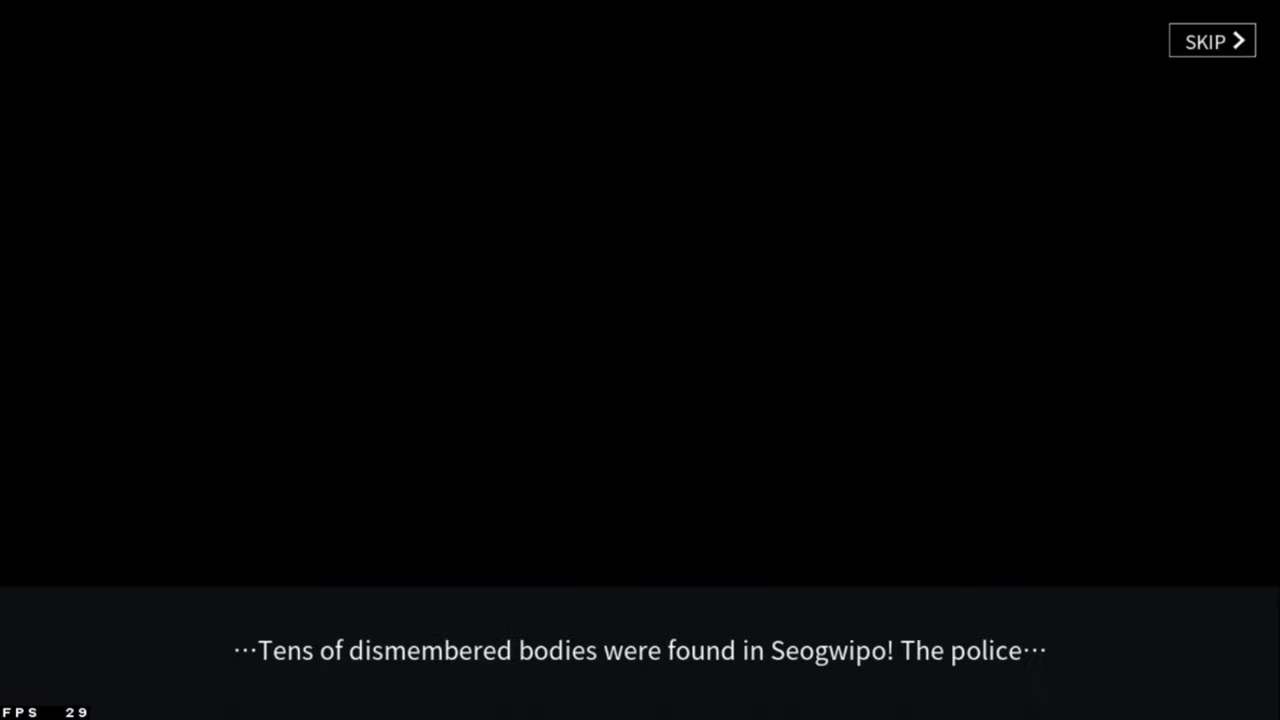 SKIP
⋯Tens of dismembered bodies were found in Seogwipo! The police⋯
FPS 29